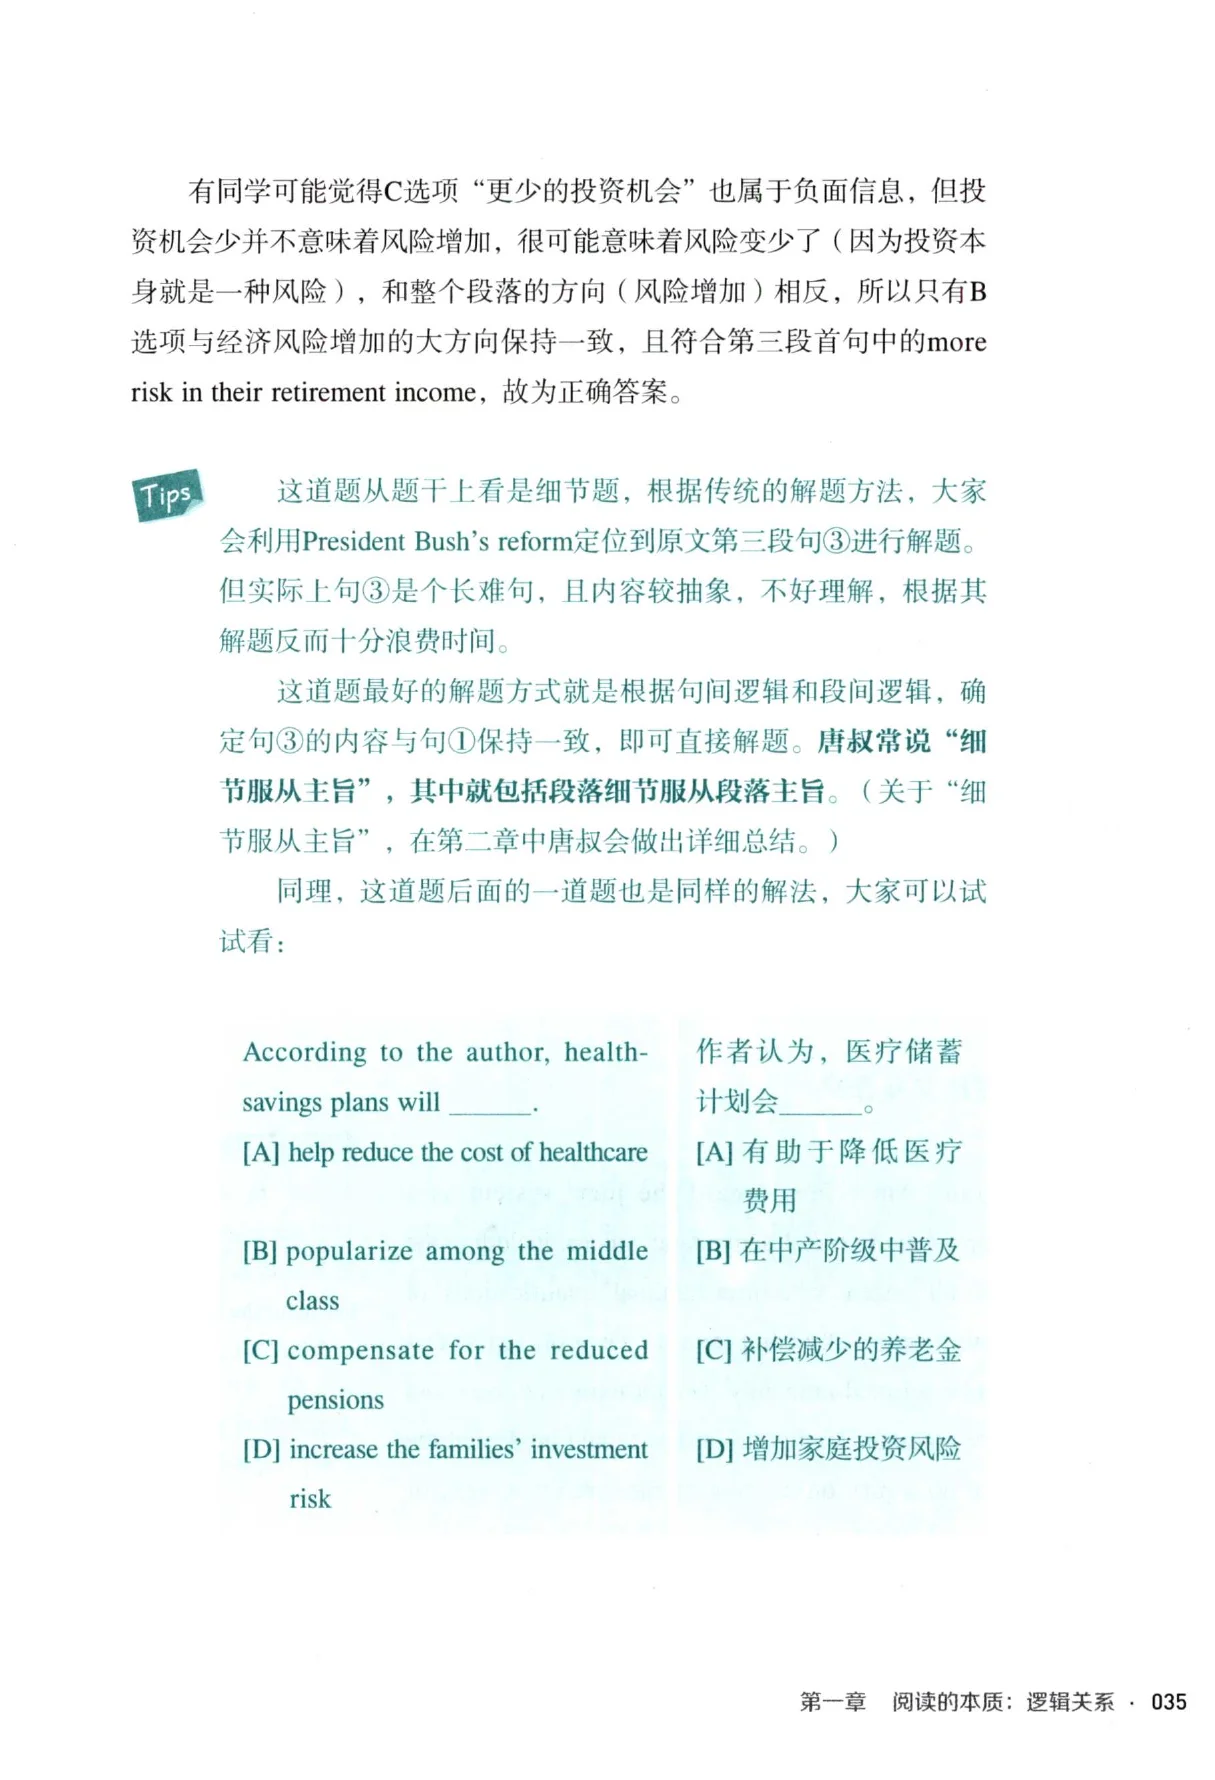 有同学可能觉得C选项“更少的投资机会”也属于负面信息，但投
资机会少并不意味着风险增加，很可能意味着风险变少了（因为投资本
身就是一种风险），和整个段落的方向（风险增加）相反，所以只有B
选项与经济风险增加的大方向保持一致，且符合第三段首句中的more
risk in their retirement income，故为正确答案。
Tips
这道题从题干上看是细节题，根据传统的解题方法，大家
会利用President Bush’s reform定位到原文第三段句③进行解题。
但实际上句③是个长难句，且内容较抽象，不好理解，根据其
解题反而十分浪费时间。
这道题最好的解题方式就是根据句间逻辑和段间逻辑，确
定句③的内容与句①保持一致，即可直接解题。唐叔常说“细
节服从主旨”，其中就包括段落细节服从段落主旨。（关于“细
节服从主旨”，在第二章中唐叔会做出详细总结。）
同理，这道题后面的一道题也是同样的解法，大家可以试
试看：
According to the author, health-
savings plans will ______.
[A] help reduce the cost of healthcare
[B] popularize among the middle
class
[C] compensate for the reduced
pensions
[D] increase the families’ investment
risk
作者认为，医疗储蓄
计划会______。
[A] 有助于降低医疗
费用
[B] 在中产阶级中普及
[C] 补偿减少的养老金
[D] 增加家庭投资风险
第一章 阅读的本质：逻辑关系 · 035